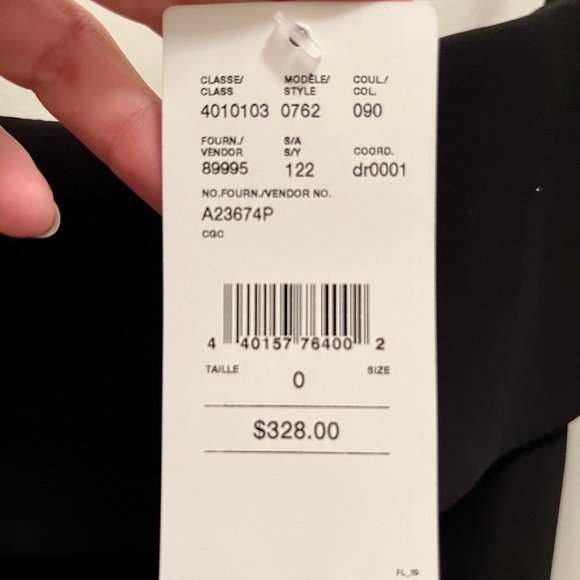 CLASSE/ MODÈLE/ COUL./
CLASS STYLE COL.
4010103 0762 090
FOURN./ S/A
VENDOR S/Y COORD.
89995 122 dr0001
NO.FOURN./VENDOR NO.
A23674P
CGC
4 40157 76400 2
TAILLE 0 SIZE
$328.00
FL_39